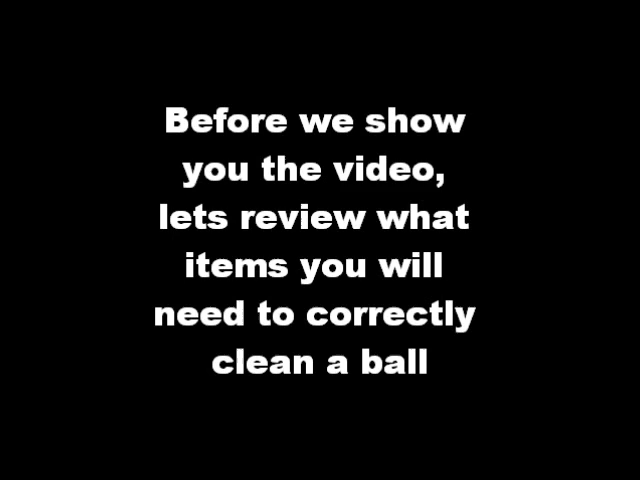 Before we show
you the video,
lets review what
items you will
need to correctly
clean a ball